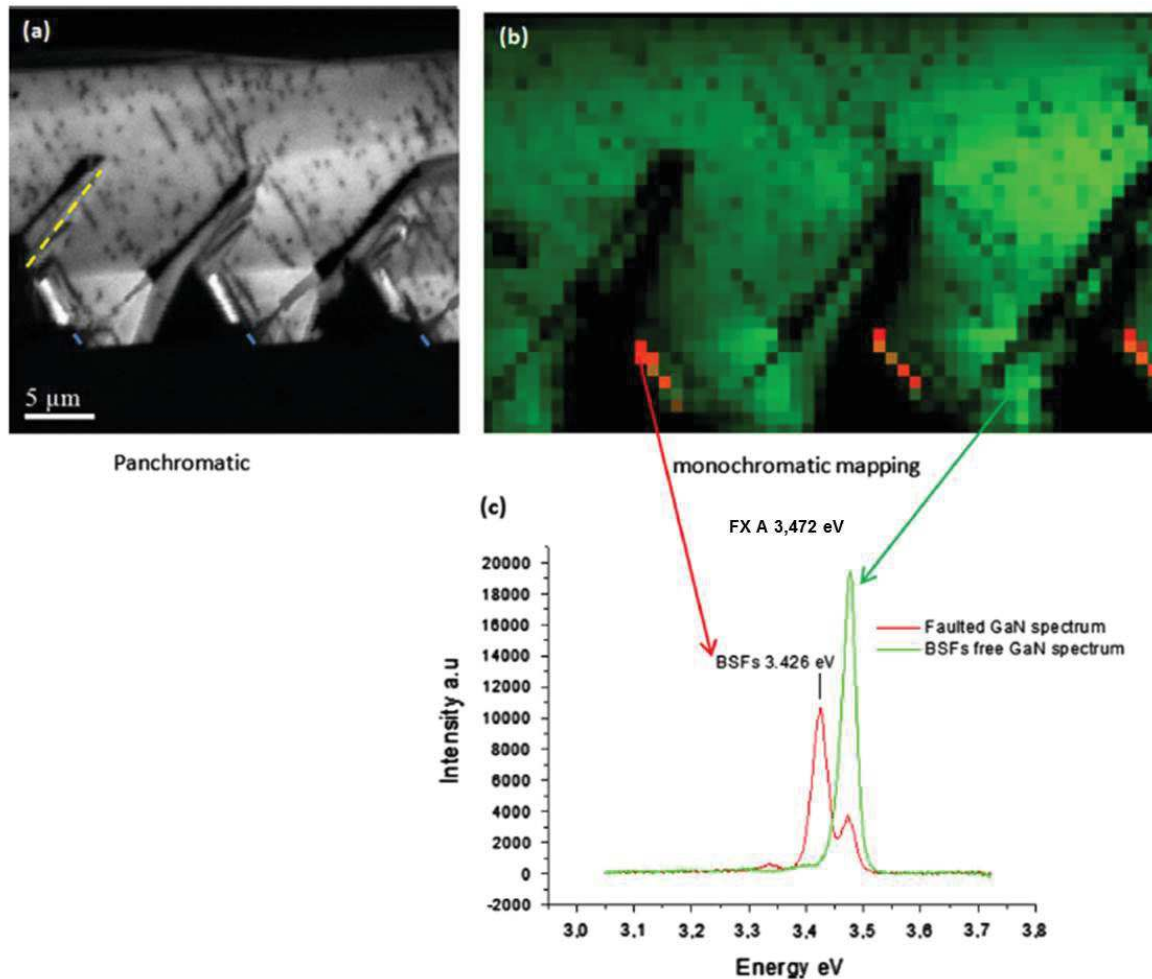 (a)
(b)
5 µm
Panchromatic
monochromatic mapping
(c)
FX A 3,472 eV
20000
18000
16000
14000
12000
10000
8000
6000
4000
2000
0
-2000
Intensity a.u
BSFs 3.426 eV
Faulted GaN spectrum
BSFs free GaN spectrum
3,0 3,1 3,2 3,3 3,4 3,5 3,6 3,7 3,8
Energy eV